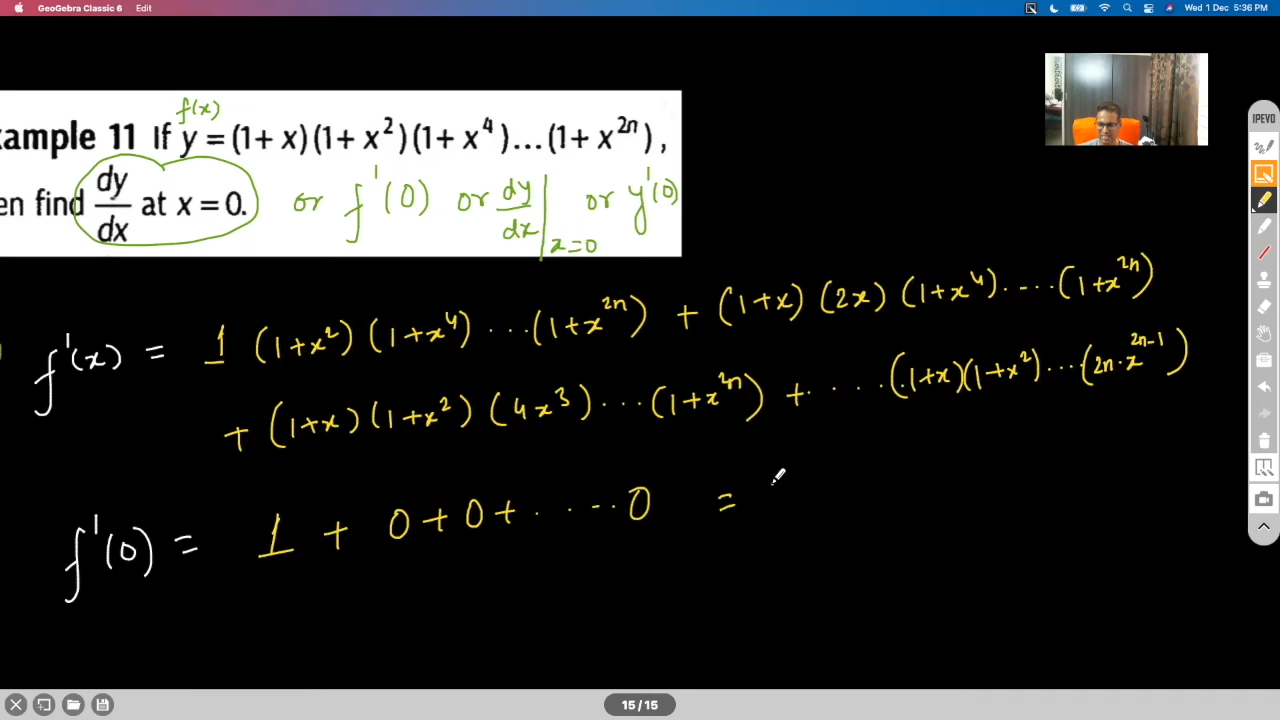 GeoGebra Classic 6 Edit Wed 1 Dec 5:36 PM
f(x)
ample 11 If y = (1 + x)(1 + x²)(1 + x⁴)...(1 + x²ⁿ),
en find dy/dx at x = 0. or f'(0) or dy/dx|x=0 or y'(0)
f'(x) = 1 (1+x²) (1+x⁴) ...(1+x²ⁿ) + (1+x) (2x) (1+x⁴).....(1+x²ⁿ)
+ (1+x)(1+x²) (4x³) ...(1+x²ⁿ) + ....(1+x)(1+x²)...(2n·x²ⁿ⁻¹)
f'(0) = 1 + 0+0+.....0 =
IPEVO
15 / 15